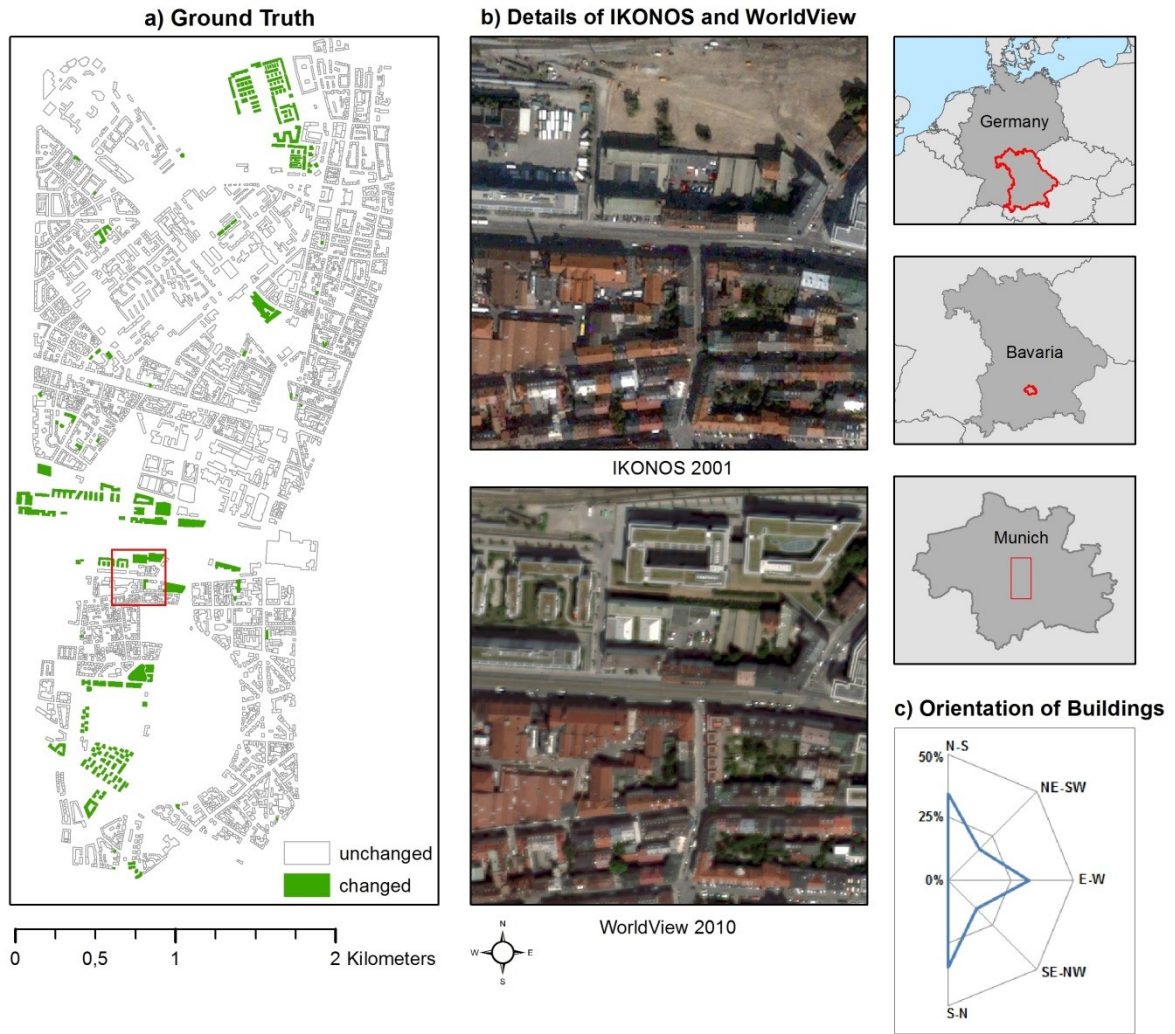 a) Ground Truth
unchanged
changed
0 0,5 1 2 Kilometers
b) Details of IKONOS and WorldView
IKONOS 2001
WorldView 2010
N
W E
S
Germany
Bavaria
Munich
c) Orientation of Buildings
N-S
50%
NE-SW
25%
0%
E-W
SE-NW
S-N